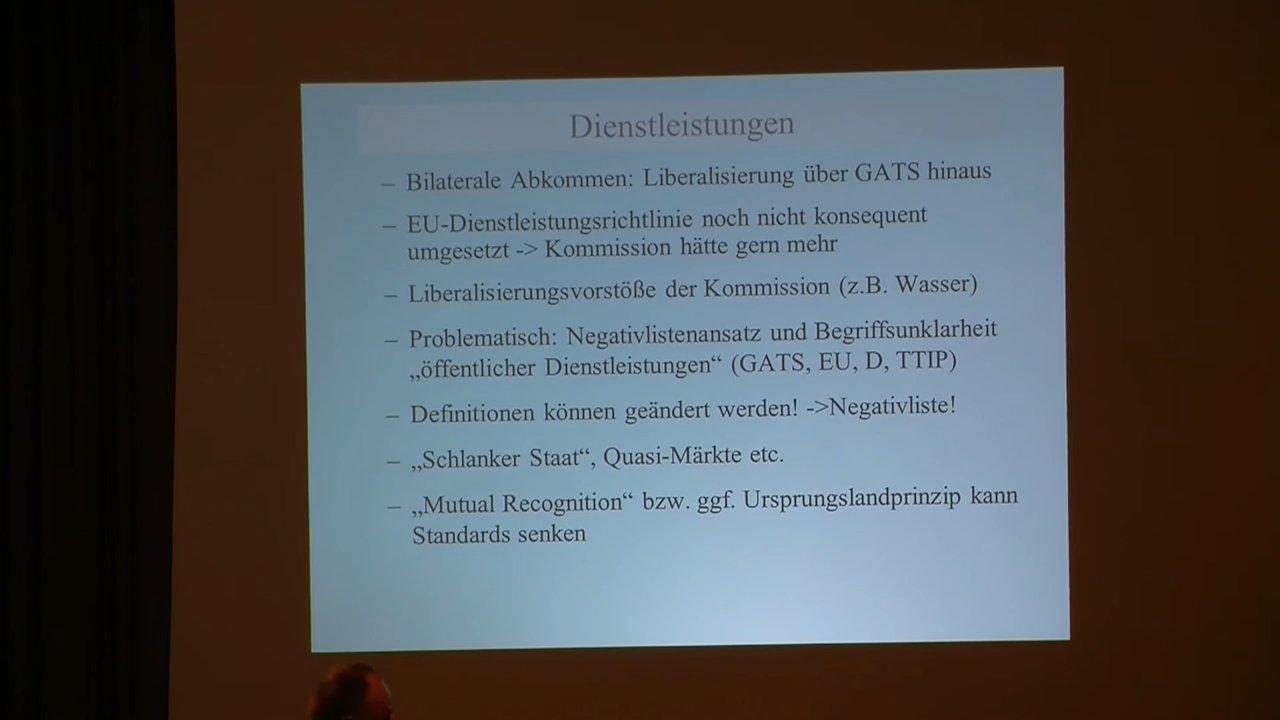 Dienstleistungen
– Bilaterale Abkommen: Liberalisierung über GATS hinaus
– EU-Dienstleistungsrichtlinie noch nicht konsequent
umgesetzt -> Kommission hätte gern mehr
– Liberalisierungsvorstöße der Kommission (z.B. Wasser)
– Problematisch: Negativlistenansatz und Begriffsunklarheit
„öffentlicher Dienstleistungen“ (GATS, EU, D, TTIP)
– Definitionen können geändert werden! ->Negativliste!
– „Schlanker Staat“, Quasi-Märkte etc.
– „Mutual Recognition“ bzw. ggf. Ursprungslandprinzip kann
Standards senken